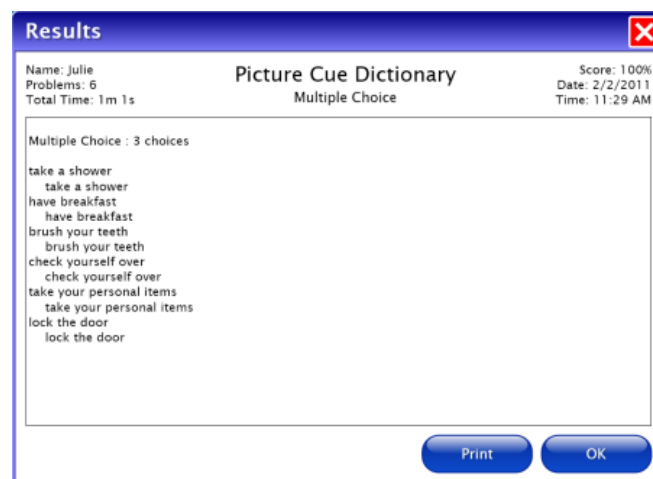 Results
Name: Julie
Problems: 6
Total Time: 1m 1s
Picture Cue Dictionary
Multiple Choice
Score: 100%
Date: 2/2/2011
Time: 11:29 AM
Multiple Choice : 3 choices
take a shower
take a shower
have breakfast
have breakfast
brush your teeth
brush your teeth
check yourself over
check yourself over
take your personal items
take your personal items
lock the door
lock the door
Print
OK